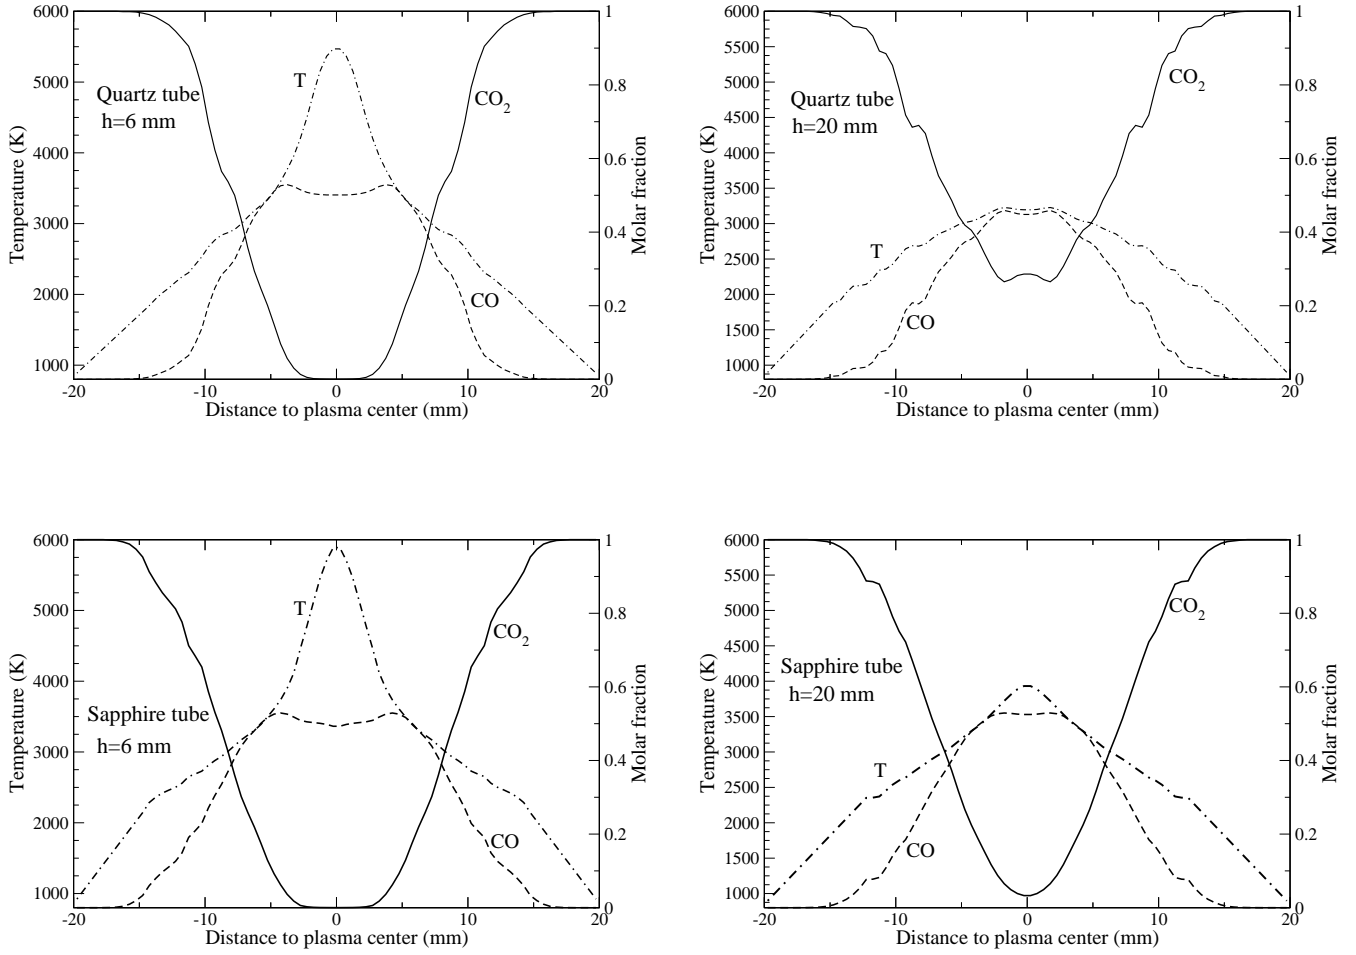 6000
5000
4000
3000
2000
1000
Temperature (K)
1
0.8
0.6
0.4
0.2
0
Molar fraction
-20
-10
0
10
20
Distance to plasma center (mm)
Quartz tube
h=6 mm
T
CO2
CO
6000
5500
5000
4500
4000
3500
3000
2500
2000
1500
1000
Temperature (K)
1
0.8
0.6
0.4
0.2
0
Molar fraction
-20
-10
0
10
20
Distance to plasma center (mm)
Quartz tube
h=20 mm
T
CO2
CO
6000
5000
4000
3000
2000
1000
Temperature (K)
1
0.8
0.6
0.4
0.2
0
Molar fraction
-20
-10
0
10
20
Distance to plasma center (mm)
Sapphire tube
h=6 mm
T
CO2
CO
6000
5500
5000
4500
4000
3500
3000
2500
2000
1500
1000
Temperature (K)
1
0.8
0.6
0.4
0.2
0
Molar fraction
-20
-10
0
10
20
Distance to plasma center (mm)
Sapphire tube
h=20 mm
T
CO2
CO